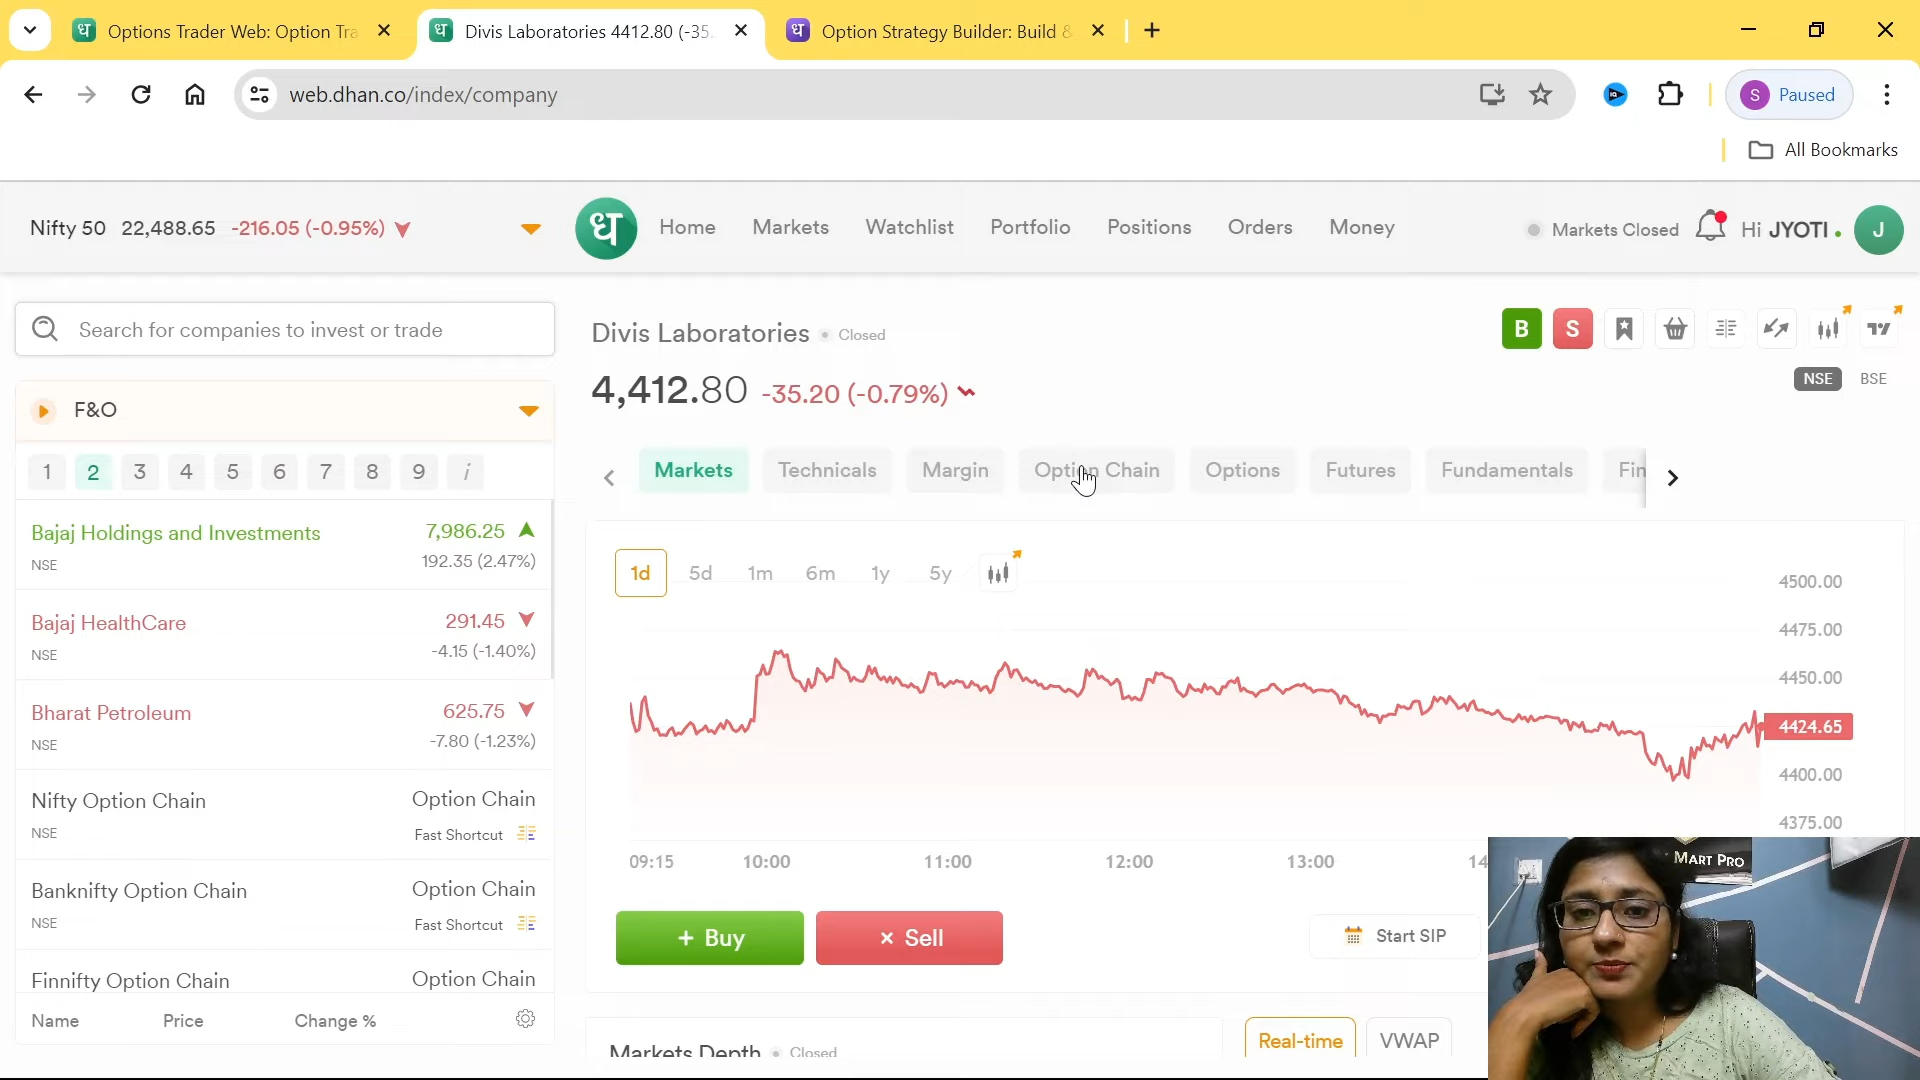 Options Trader Web: Option Tra
Divis Laboratories 4412.80 (-35.
Option Strategy Builder: Build &
web.dhan.co/index/company
S
Paused
All Bookmarks
Nifty 50 22,488.65 -216.05 (-0.95%)
ध
Home
Markets
Watchlist
Portfolio
Positions
Orders
Money
Markets Closed
Hi JYOTI
J
Search for companies to invest or trade
F&O
1 2 3 4 5 6 7 8 9 i
Bajaj Holdings and Investments 7,986.25
NSE 192.35 (2.47%)
Bajaj HealthCare 291.45
NSE -4.15 (-1.40%)
Bharat Petroleum 625.75
NSE -7.80 (-1.23%)
Nifty Option Chain Option Chain
NSE Fast Shortcut
Banknifty Option Chain Option Chain
NSE Fast Shortcut
Finnifty Option Chain Option Chain
Name Price Change %
Divis Laboratories Closed
B S
4,412.80 -35.20 (-0.79%)
NSE BSE
Markets Technicals Margin Option Chain Options Futures Fundamentals Fin
1d 5d 1m 6m 1y 5y
4500.00
4475.00
4450.00
4424.65
4400.00
4375.00
09:15 10:00 11:00 12:00 13:00 14
+ Buy
× Sell
Start SIP
Markets Depth Closed
Real-time VWAP
MART PRO